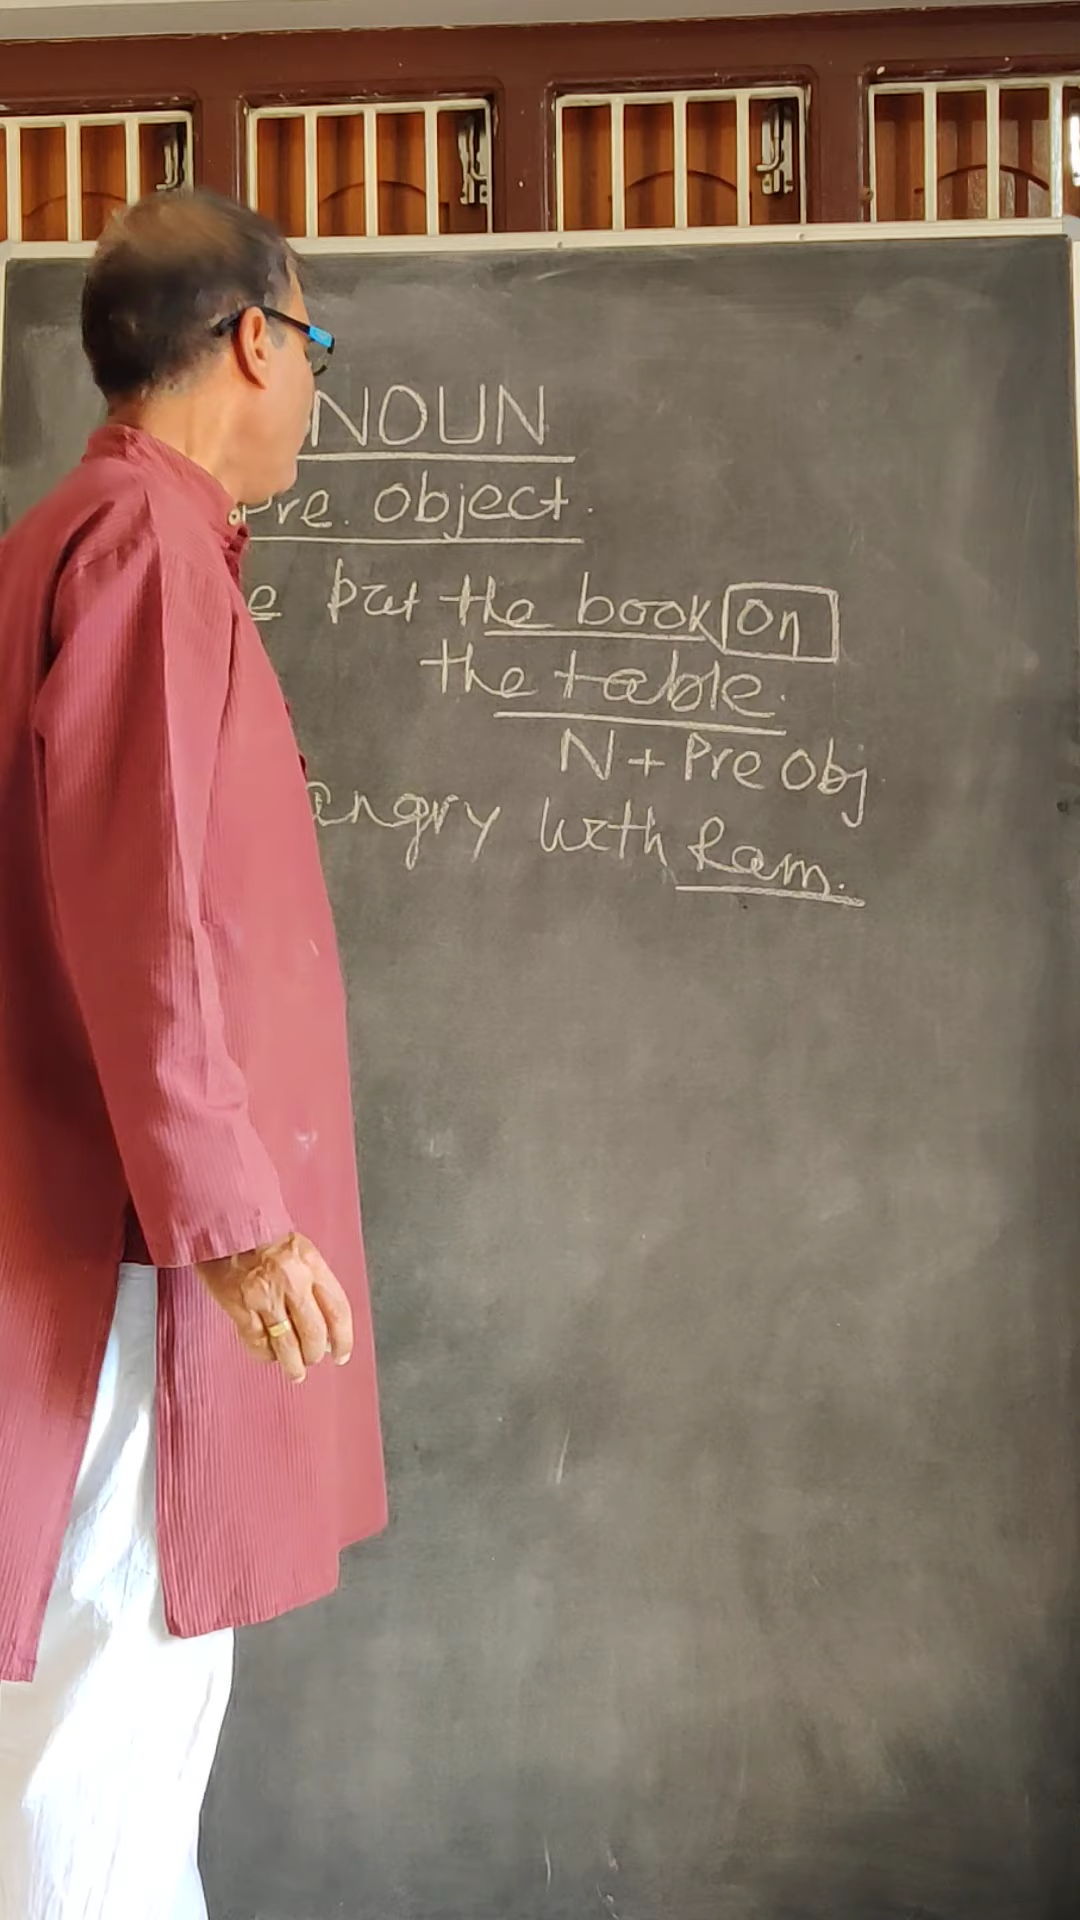 NOUN
Pre. object.
e put the book on
the table.
N + Pre Obj
angry with Ram.